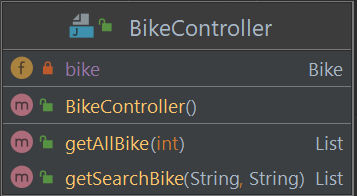 BikeController
f bike Bike
m BikeController()
m getAllBike(int) List
m getSearchBike(String, String) List